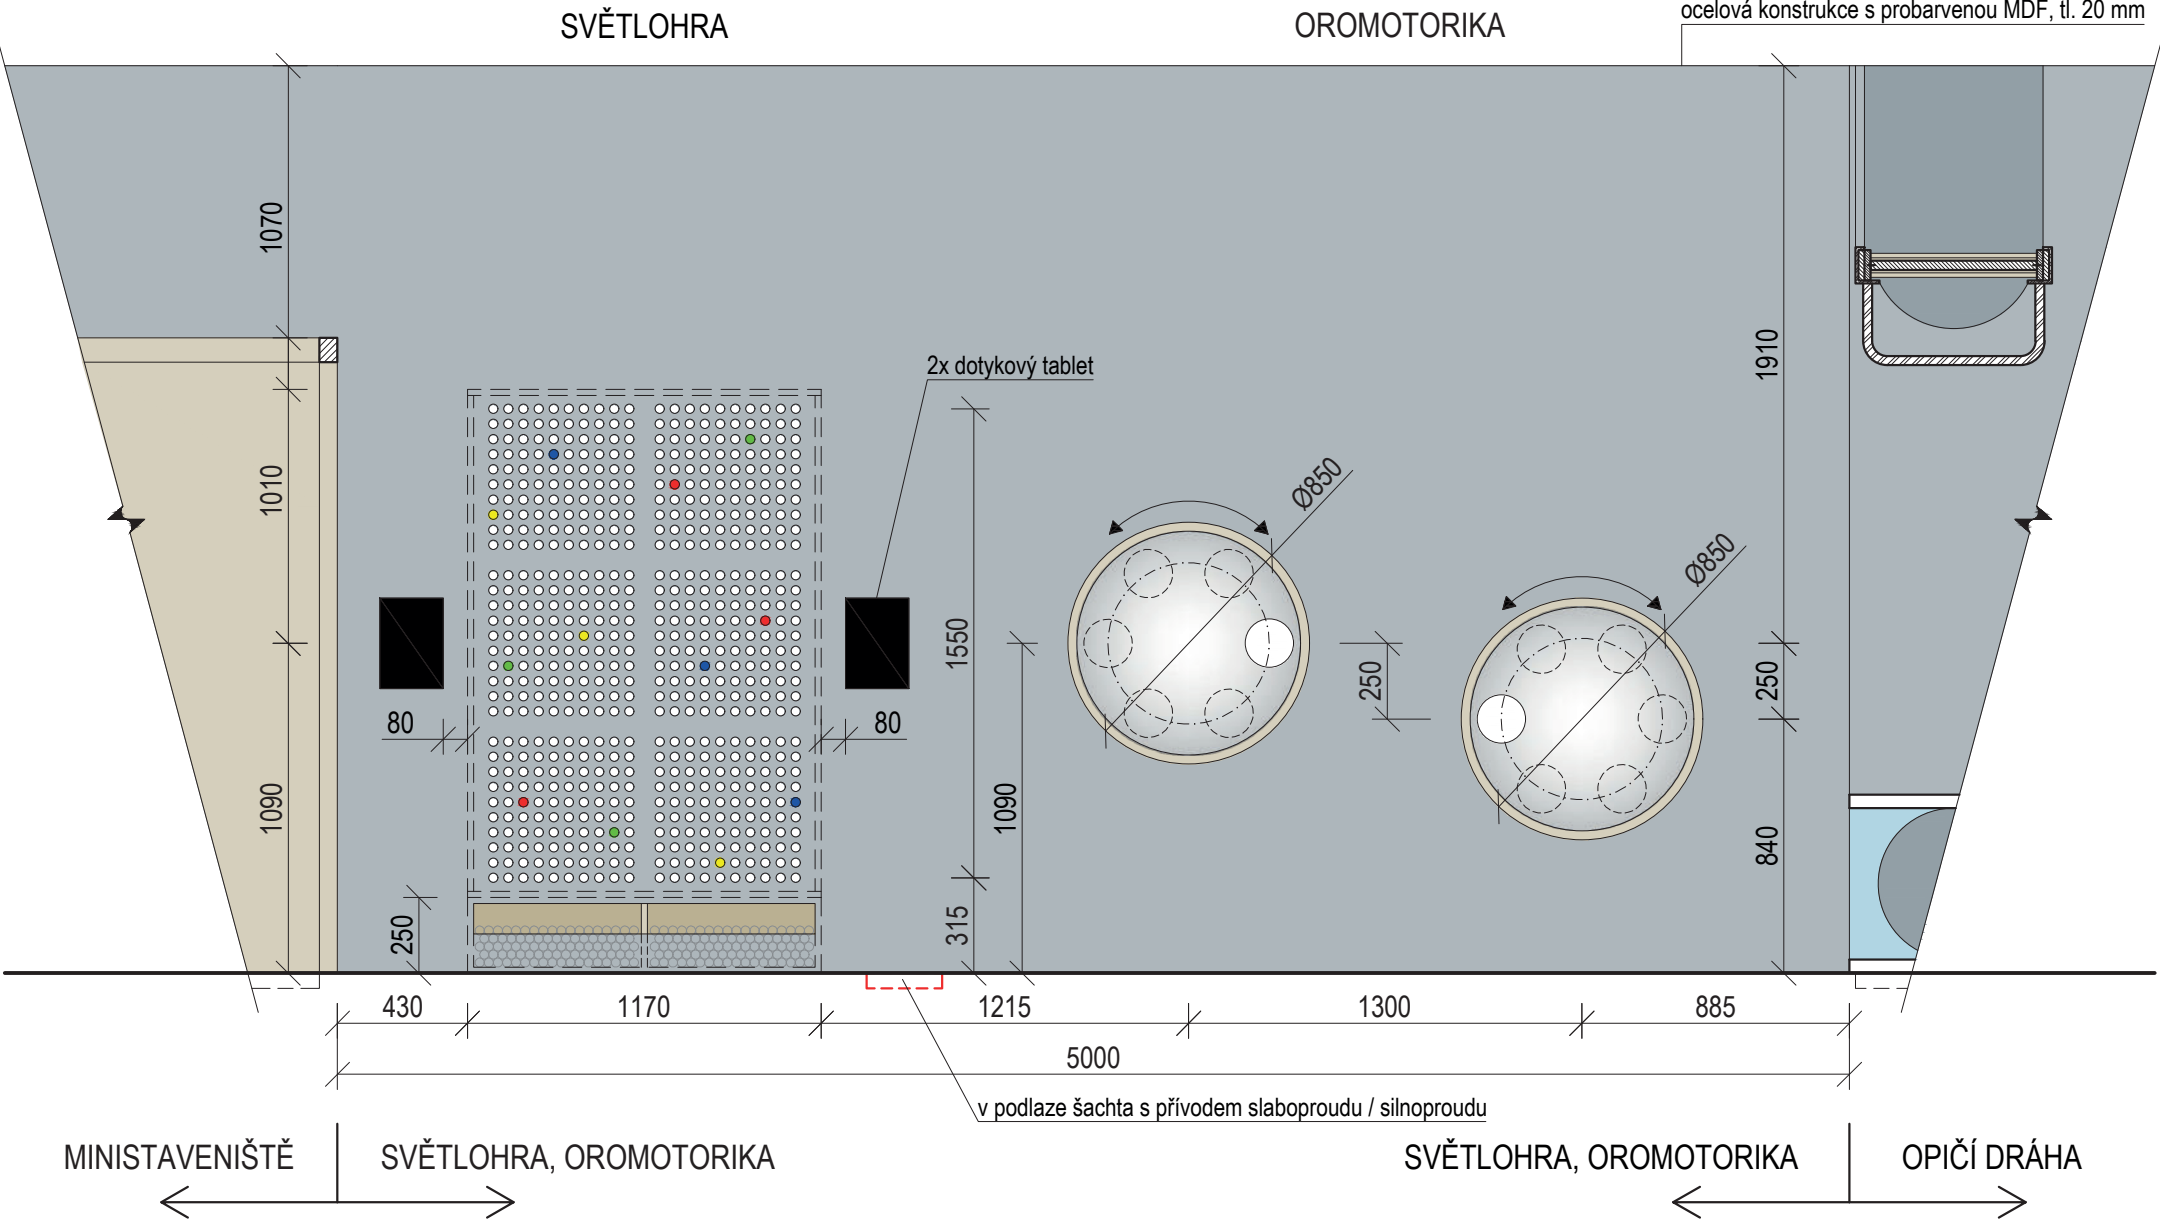 SVĚTLOHRA
OROMOTORIKA
ocelová konstrukce s probarvenou MDF, tl. 20 mm
1070
1910
2x dotykový tablet
1010
Ø850
Ø850
1550
250
250
80
80
1090
1090
840
250
315
430
1170
1215
1300
885
5000
v podlaze šachta s přívodem slaboproudu / silnoproudu
MINISTAVENIŠTĚ
SVĚTLOHRA, OROMOTORIKA
SVĚTLOHRA, OROMOTORIKA
OPIČÍ DRÁHA